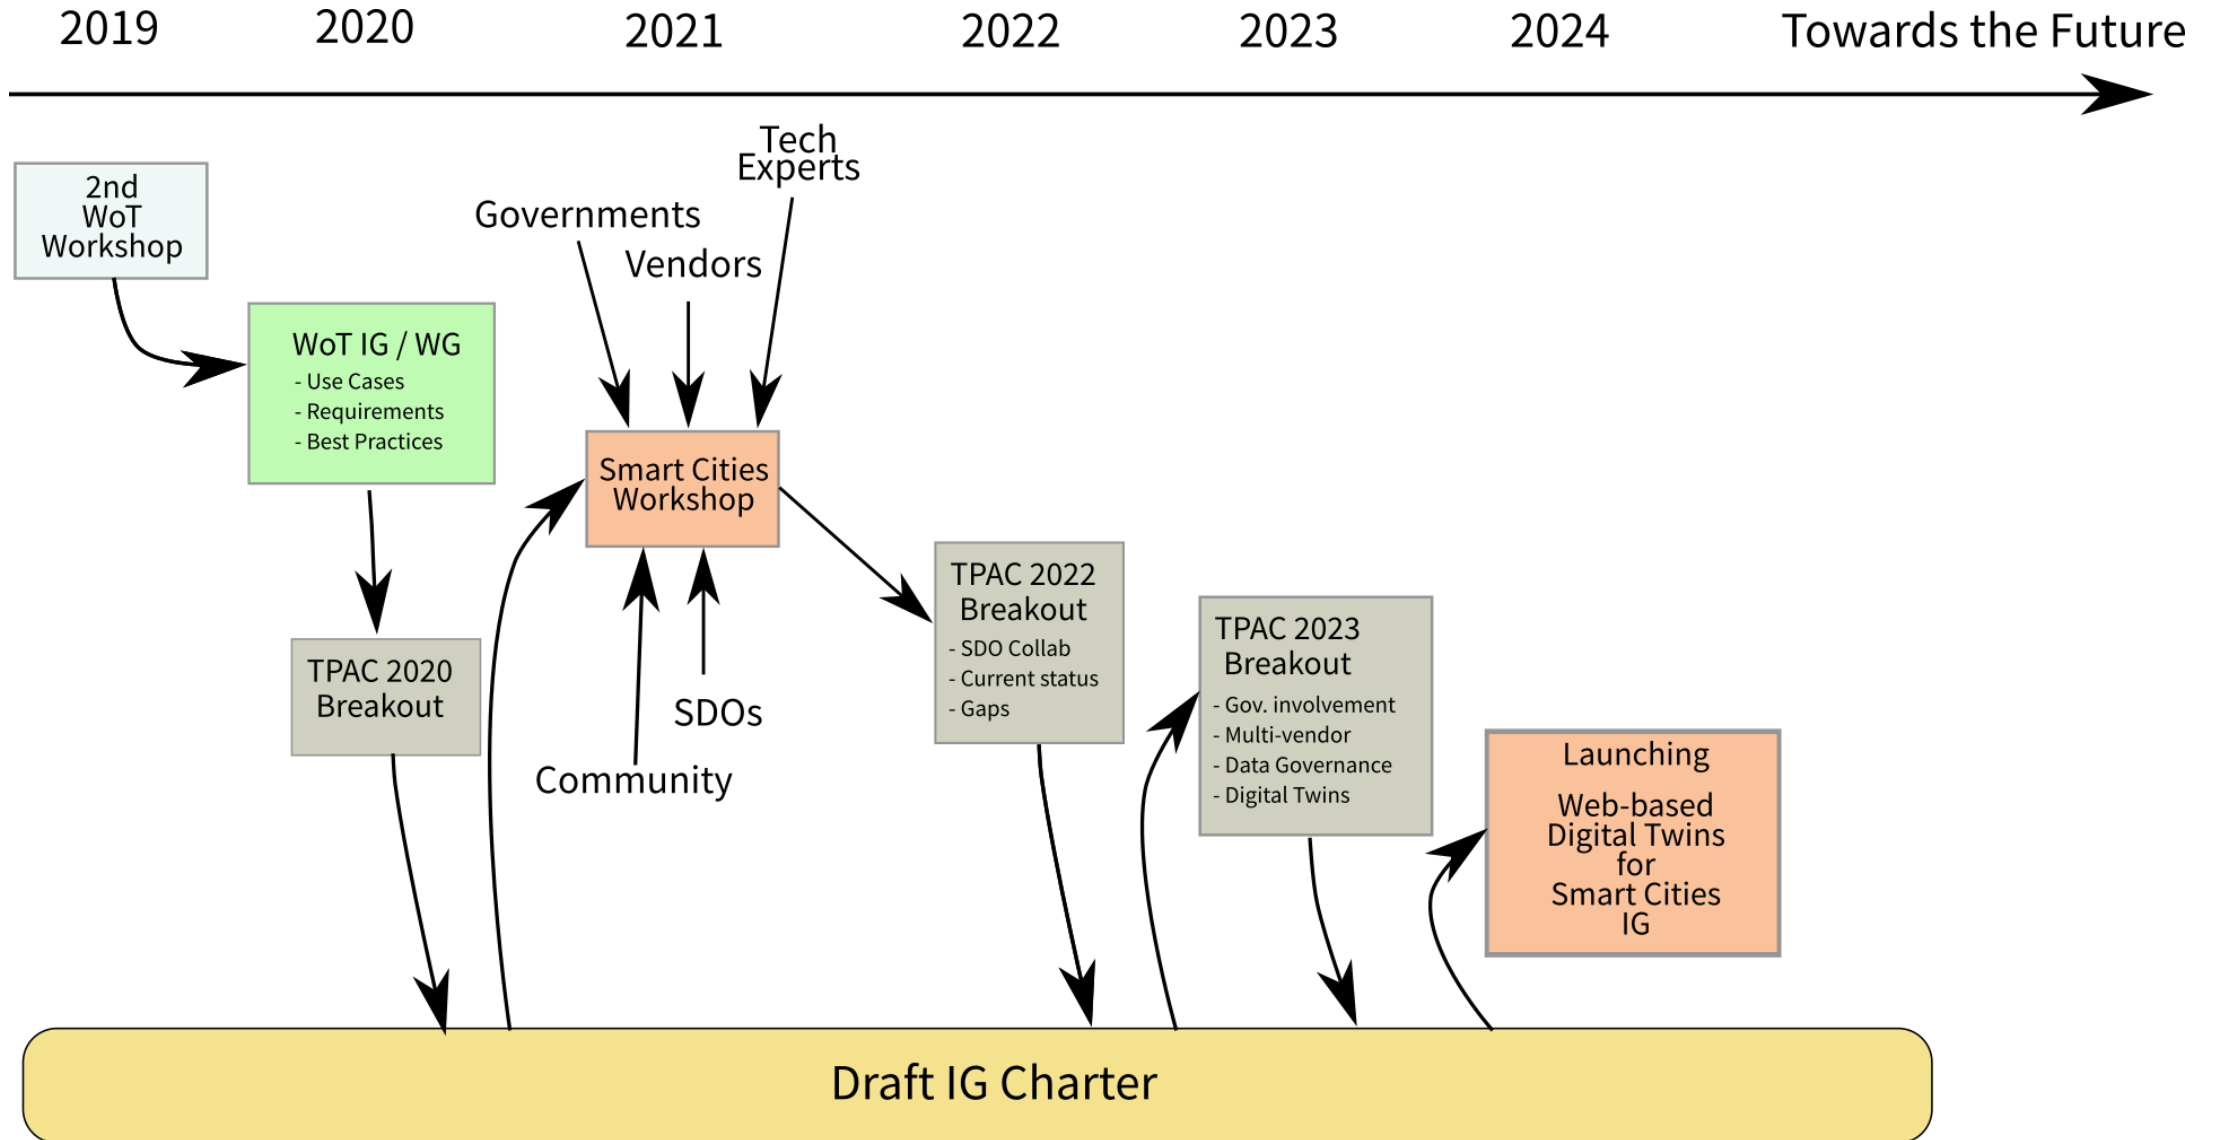 2019
2020
2021
2022
2023
2024
Towards the Future
2nd
WoT
Workshop
WoT IG / WG
- Use Cases
- Requirements
- Best Practices
TPAC 2020
Breakout
Governments
Vendors
Tech
Experts
Smart Cities
Workshop
SDOs
Community
TPAC 2022
Breakout
- SDO Collab
- Current status
- Gaps
TPAC 2023
Breakout
- Gov. involvement
- Multi-vendor
- Data Governance
- Digital Twins
Launching
Web-based
Digital Twins
for
Smart Cities
IG
Draft IG Charter